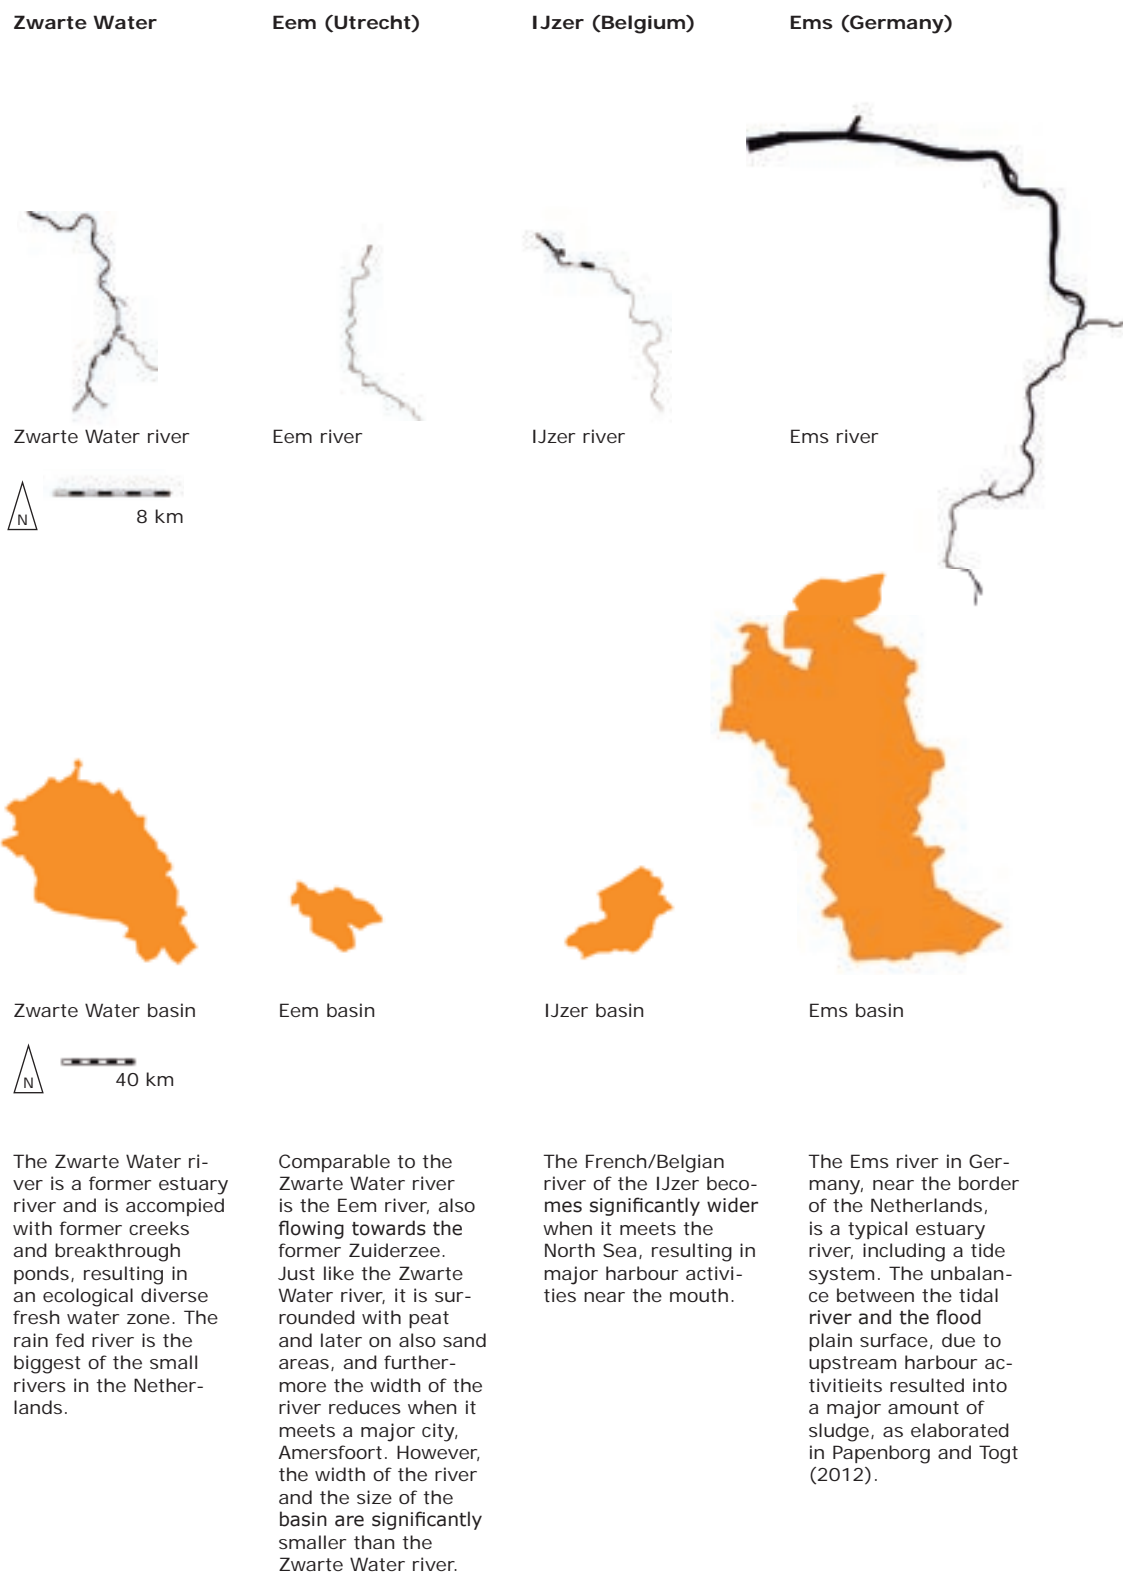 Zwarte Water
Eem (Utrecht)
IJzer (Belgium)
Ems (Germany)
Zwarte Water river
Eem river
IJzer river
Ems river
N
8 km
Zwarte Water basin
Eem basin
IJzer basin
Ems basin
N
40 km
The Zwarte Water ri-
ver is a former estuary
river and is accompied
with former creeks
and breakthrough
ponds, resulting in
an ecological diverse
fresh water zone. The
rain fed river is the
biggest of the small
rivers in the Nether-
lands.
Comparable to the
Zwarte Water river
is the Eem river, also
flowing towards the
former Zuiderzee.
Just like the Zwarte
Water river, it is sur-
rounded with peat
and later on also sand
areas, and further-
more the width of the
river reduces when it
meets a major city,
Amersfoort. However,
the width of the river
and the size of the
basin are significantly
smaller than the
Zwarte Water river.
The French/Belgian
river of the IJzer beco-
mes significantly wider
when it meets the
North Sea, resulting in
major harbour activi-
ties near the mouth.
The Ems river in Ger-
many, near the border
of the Netherlands,
is a typical estuary
river, including a tide
system. The unbalan-
ce between the tidal
river and the flood
plain surface, due to
upstream harbour ac-
tivitieits resulted into
a major amount of
sludge, as elaborated
in Papenborg and Togt
(2012).